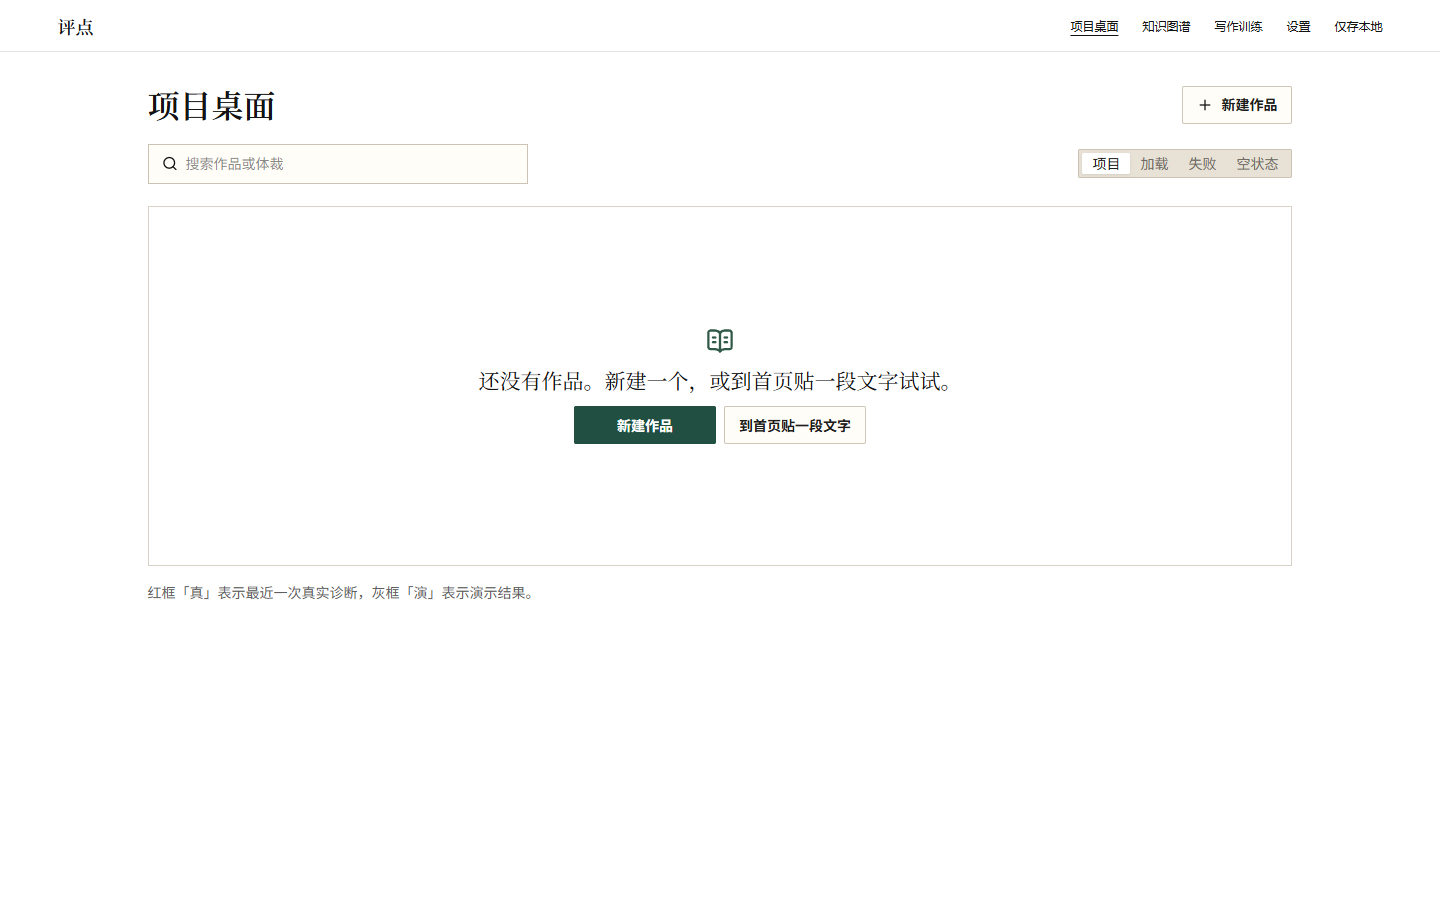 评点
项目桌面 知识图谱 写作训练 设置 仅存本地
项目桌面
新建作品
搜索作品或体裁
项目 加载 失败 空状态
还没有作品。新建一个，或到首页贴一段文字试试。
新建作品 到首页贴一段文字
红框「真」表示最近一次真实诊断，灰框「演」表示演示结果。